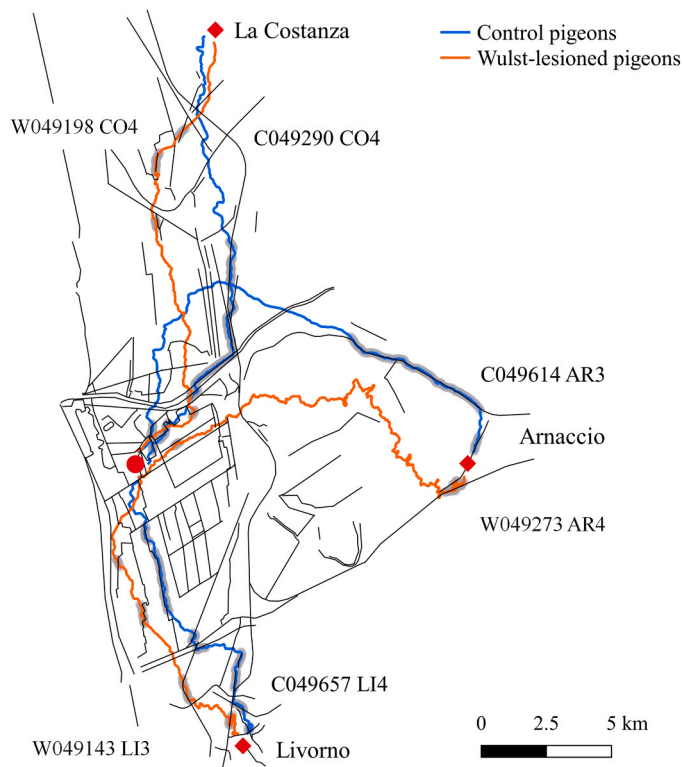 La Costanza
Control pigeons
Wulst-lesioned pigeons
W049198 CO4
C049290 CO4
C049614 AR3
Arnaccio
W049273 AR4
C049657 LI4
W049143 LI3
Livorno
0 2.5 5 km